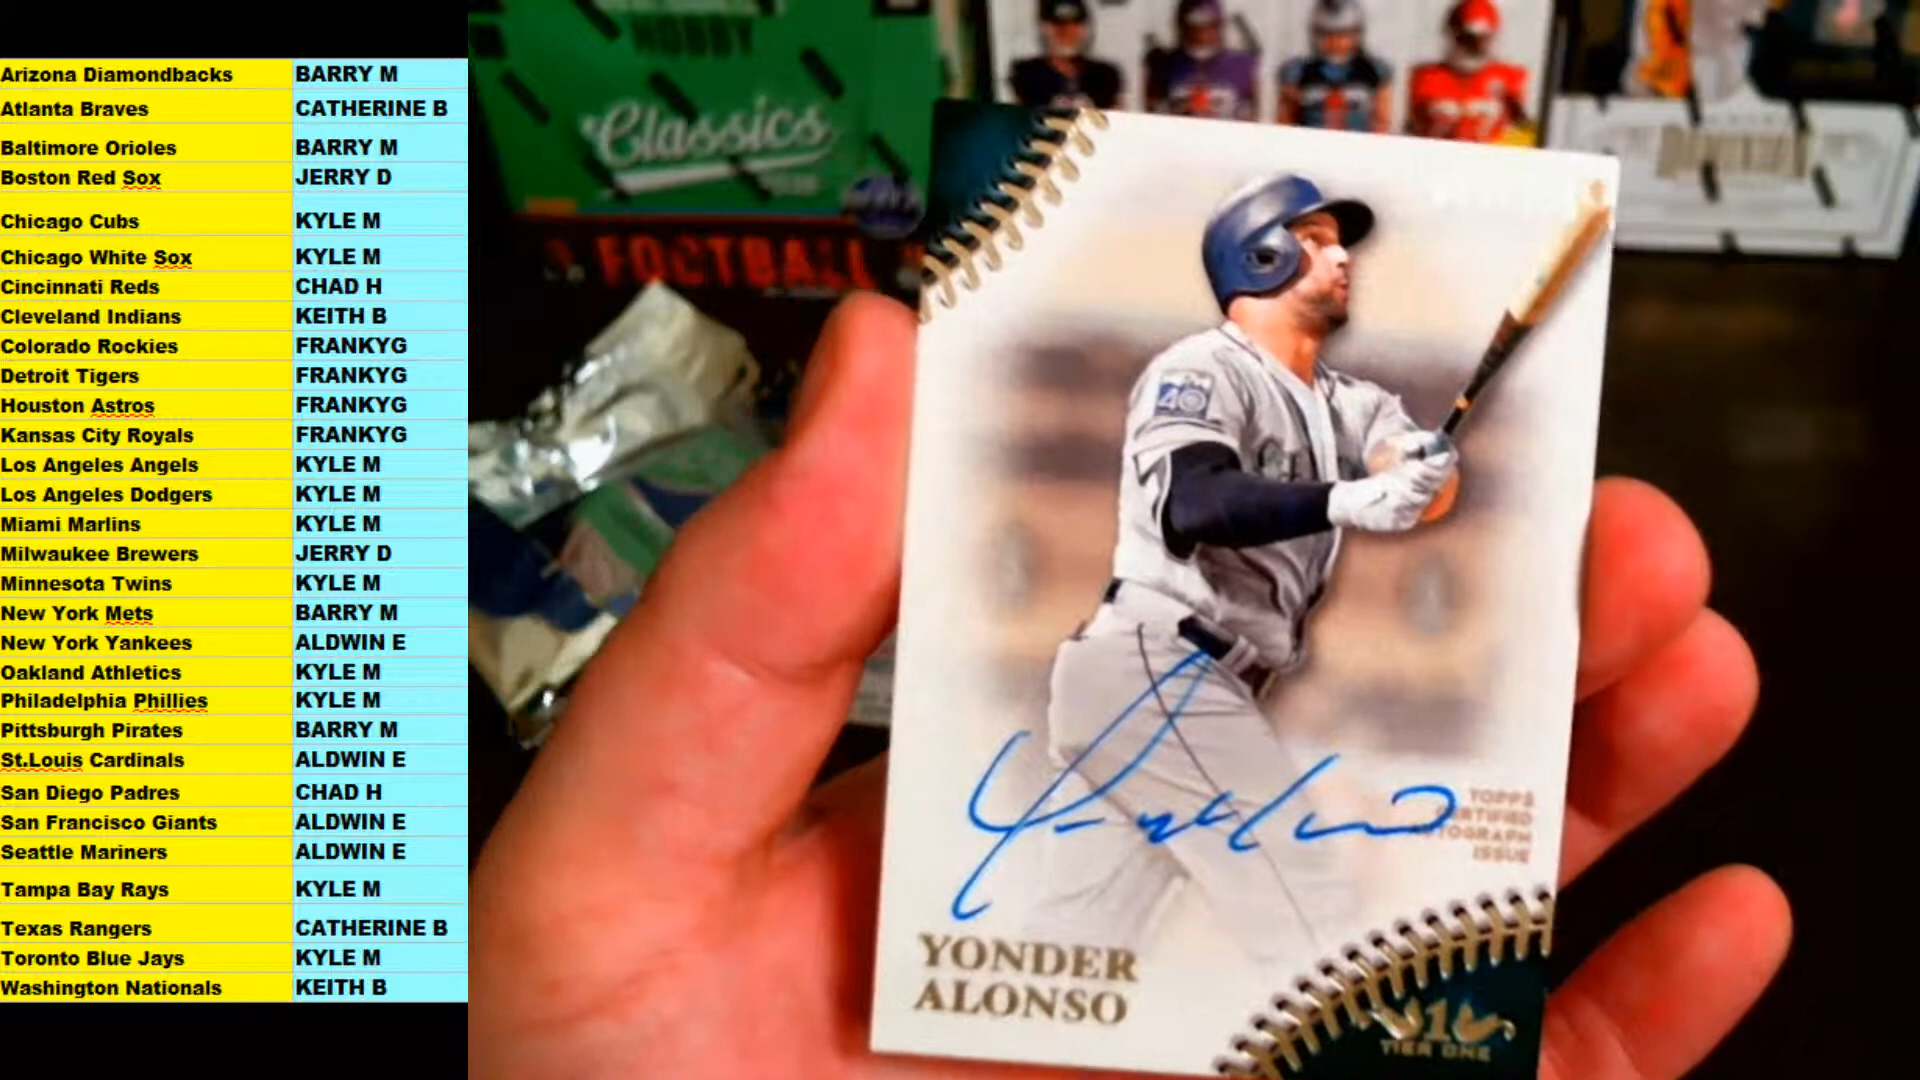 Arizona Diamondbacks BARRY M
Atlanta Braves CATHERINE B
Baltimore Orioles BARRY M
Boston Red Sox JERRY D
Chicago Cubs KYLE M
Chicago White Sox KYLE M
Cincinnati Reds CHAD H
Cleveland Indians KEITH B
Colorado Rockies FRANKYG
Detroit Tigers FRANKYG
Houston Astros FRANKYG
Kansas City Royals FRANKYG
Los Angeles Angels KYLE M
Los Angeles Dodgers KYLE M
Miami Marlins KYLE M
Milwaukee Brewers JERRY D
Minnesota Twins KYLE M
New York Mets BARRY M
New York Yankees ALDWIN E
Oakland Athletics KYLE M
Philadelphia Phillies KYLE M
Pittsburgh Pirates BARRY M
St.Louis Cardinals ALDWIN E
San Diego Padres CHAD H
San Francisco Giants ALDWIN E
Seattle Mariners ALDWIN E
Tampa Bay Rays KYLE M
Texas Rangers CATHERINE B
Toronto Blue Jays KYLE M
Washington Nationals KEITH B
HOBBY
Classics
FOOTBALL
40
TOPPS
CERTIFIED
AUTOGRAPH
ISSUE
YONDER
ALONSO
1
TIER ONE